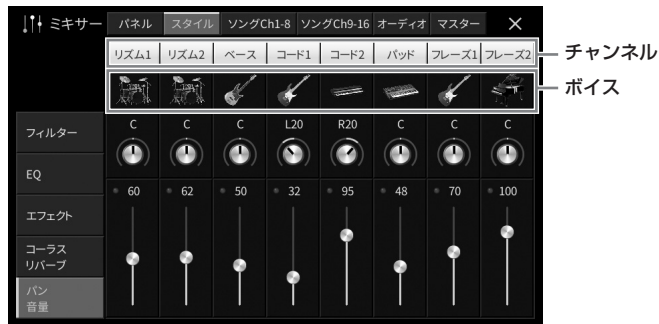 ミキサー パネル スタイル ソングCh1-8 ソングCh9-16 オーディオ マスター ×
リズム1 リズム2 ベース コード1 コード2 パッド フレーズ1 フレーズ2 チャンネル
ボイス
フィルター C C C L20 R20 C C C
EQ
60 62 50 32 95 48 70 100
エフェクト
コーラス
リバーブ
パン
音量